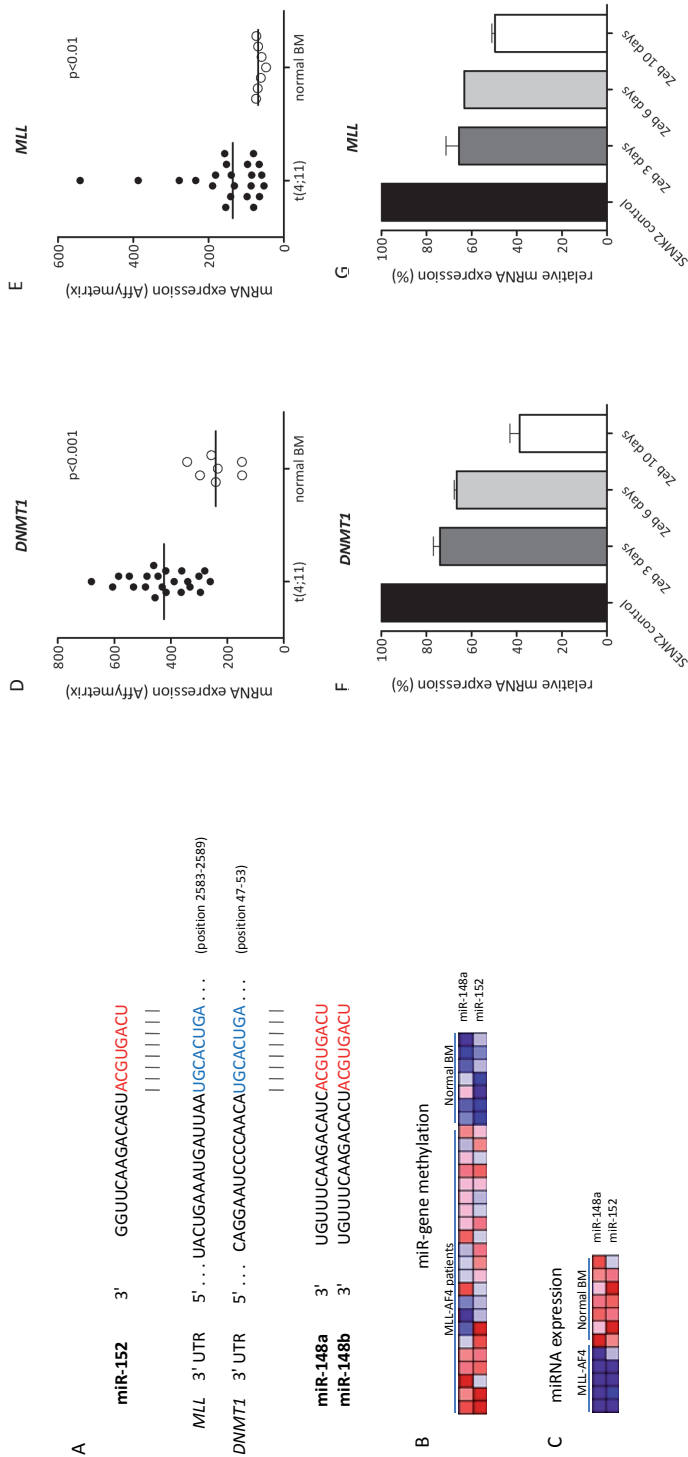 A
miR-152 3' GGUUCAAGACAGUACGUGACU
MLL 3' UTR 5' . . . UACUGAAAUGAUUAAUGCACUGA . . . (position 2583-2589)
DNMT1 3' UTR 5' . . . CAGGAAUCCCCAACAUGCACUGA . . . (position 47-53)
miR-148a 3' UGUUUCAAGACAUCACGUGACU
miR-148b 3' UGUUUCAAGACACUACGUGACU
B
miR-gene methylation
MLL-AF4 patients Normal BM
miR-148a
miR-152
C
miRNA expression
MLL-AF4 Normal BM
miR-148a
miR-152
D
DNMT1
mRNA expression (Affymetrix)
800
600
400
200
0
p<0.001
t(4;11) normal BM
E
MLL
mRNA expression (Affymetrix)
600
400
200
0
p<0.01
t(4;11) normal BM
F
DNMT1
relative mRNA expression (%)
100
80
60
40
20
0
SEMK2 control
Zeb 3 days
Zeb 6 days
Zeb 10 days
G
MLL
relative mRNA expression (%)
100
80
60
40
20
0
SEMK2 control
Zeb 3 days
Zeb 6 days
Zeb 10 days